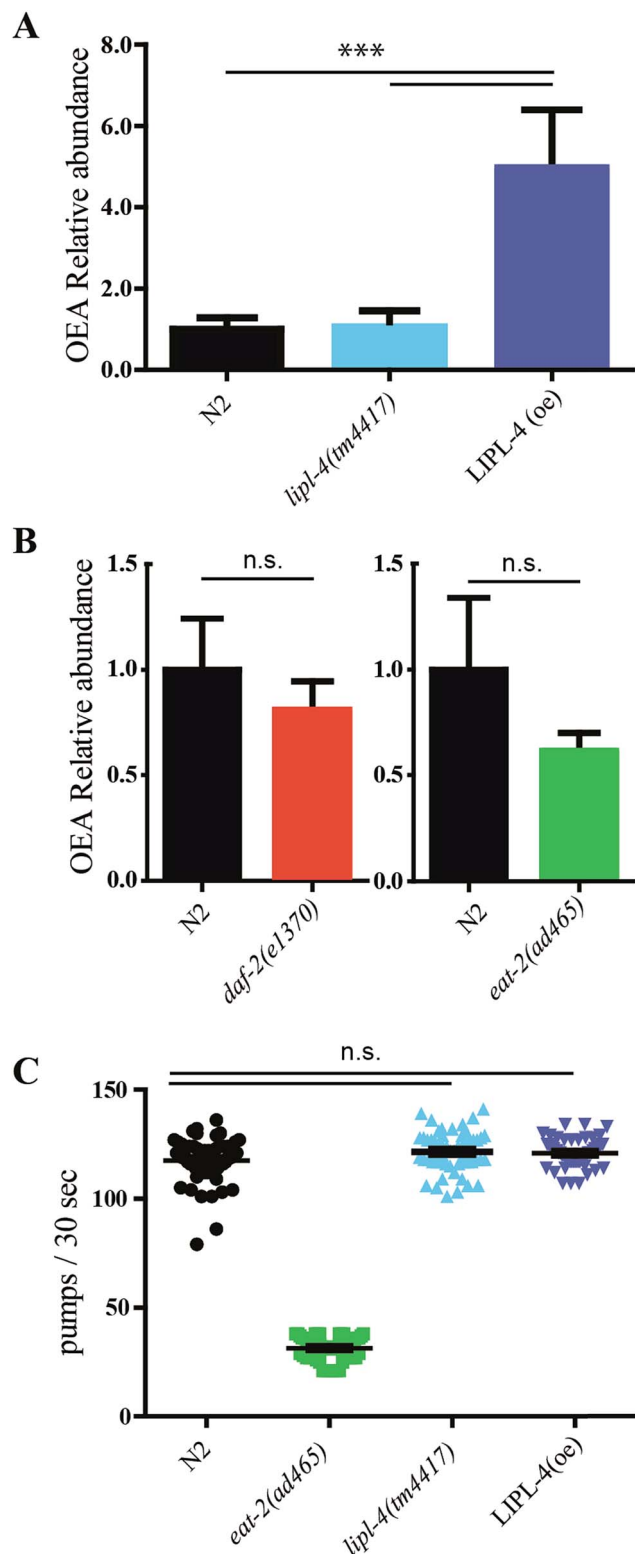 A
***
8.0
6.0
4.0
2.0
0.0
OEA Relative abundance
N2
lipl-4(tm4417)
LIPL-4 (oe)
B
n.s.
n.s.
1.5
1.0
0.5
0.0
1.5
1.0
0.5
0.0
OEA Relative abundance
N2
daf-2(e1370)
N2
eat-2(ad465)
C
n.s.
150
100
50
0
pumps / 30 sec
N2
eat-2(ad465)
lipl-4(tm4417)
LIPL-4(oe)